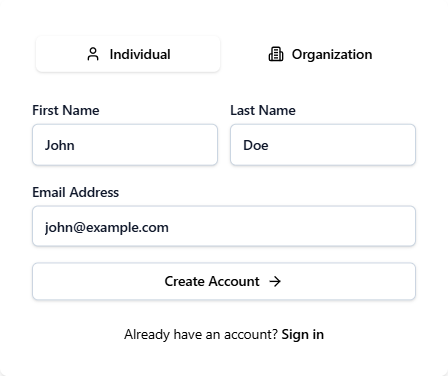 Individual Organization
First Name Last Name
John Doe
Email Address
john@example.com
Create Account
Already have an account? Sign in